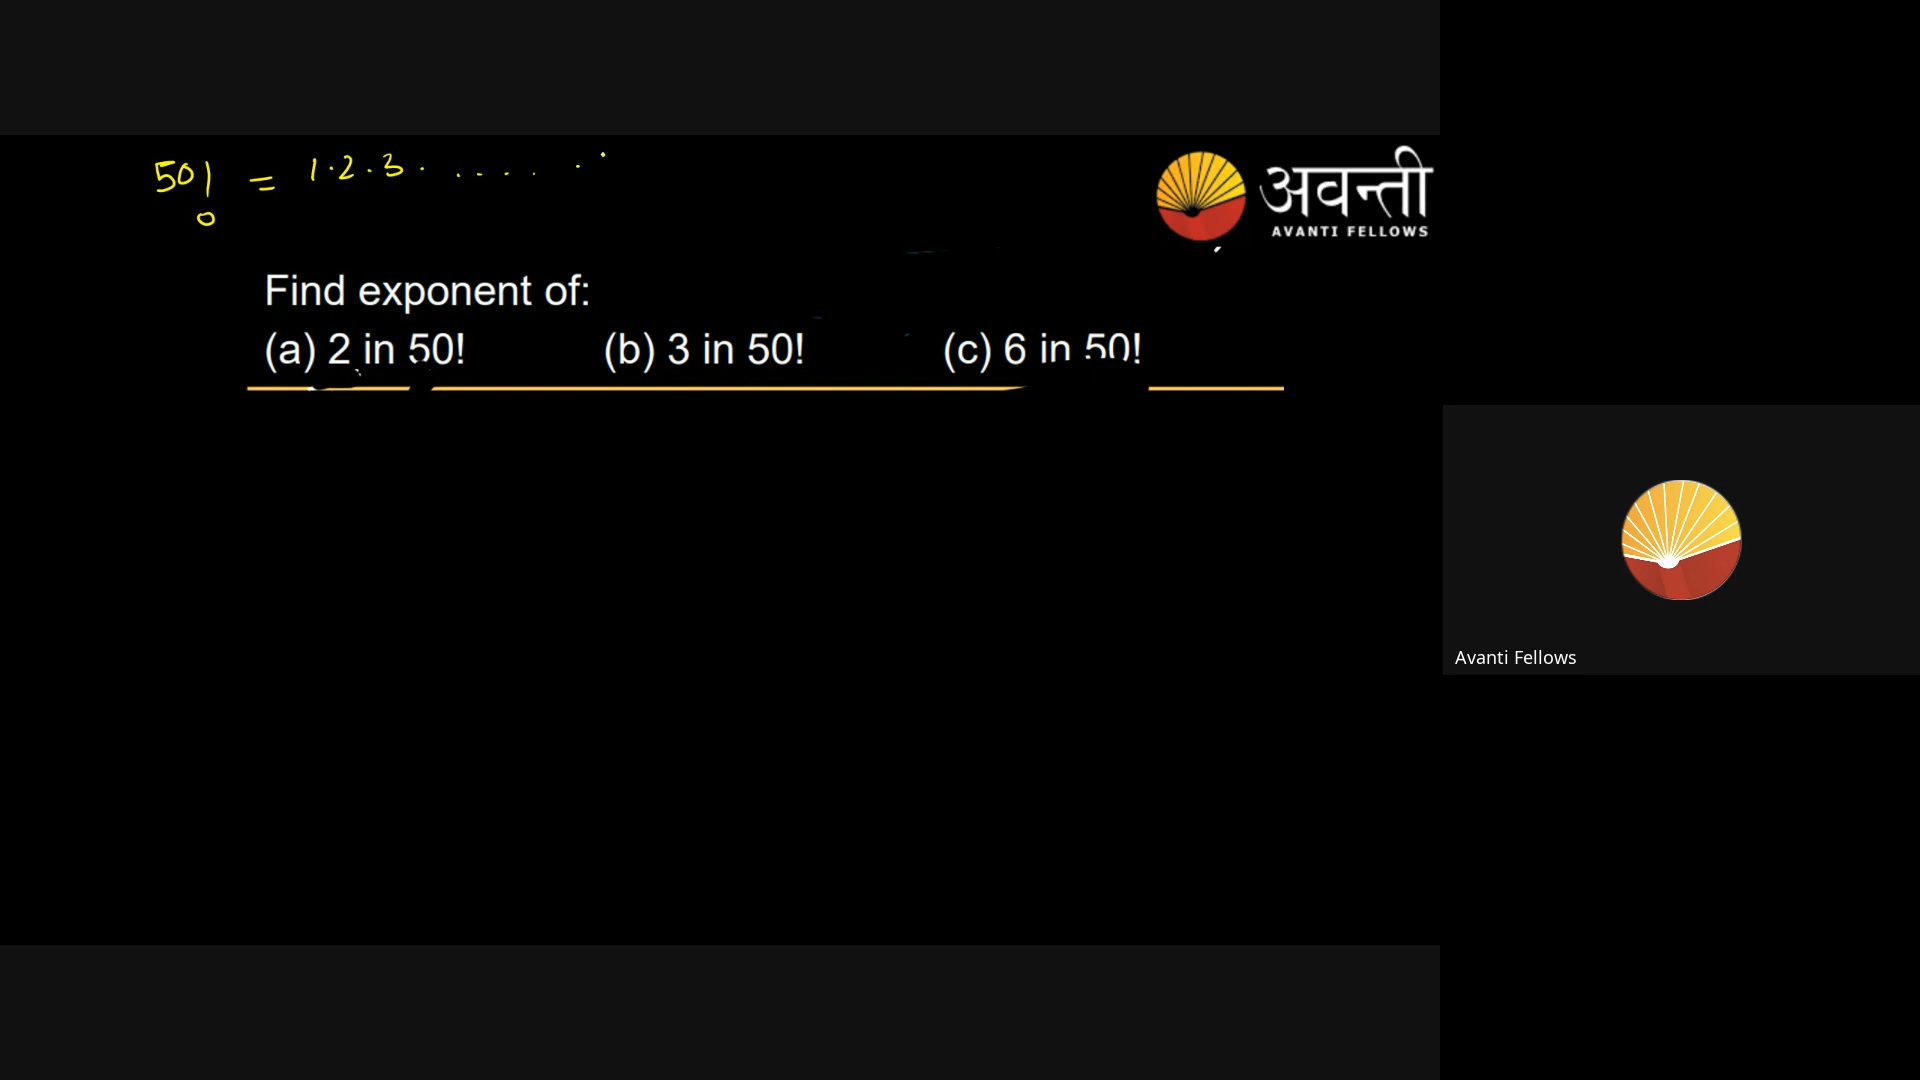 50! = 1·2·3· . . . . . .
अवन्ती
AVANTI FELLOWS
Find exponent of:
(a) 2 in 50! (b) 3 in 50! (c) 6 in 50!
Avanti Fellows